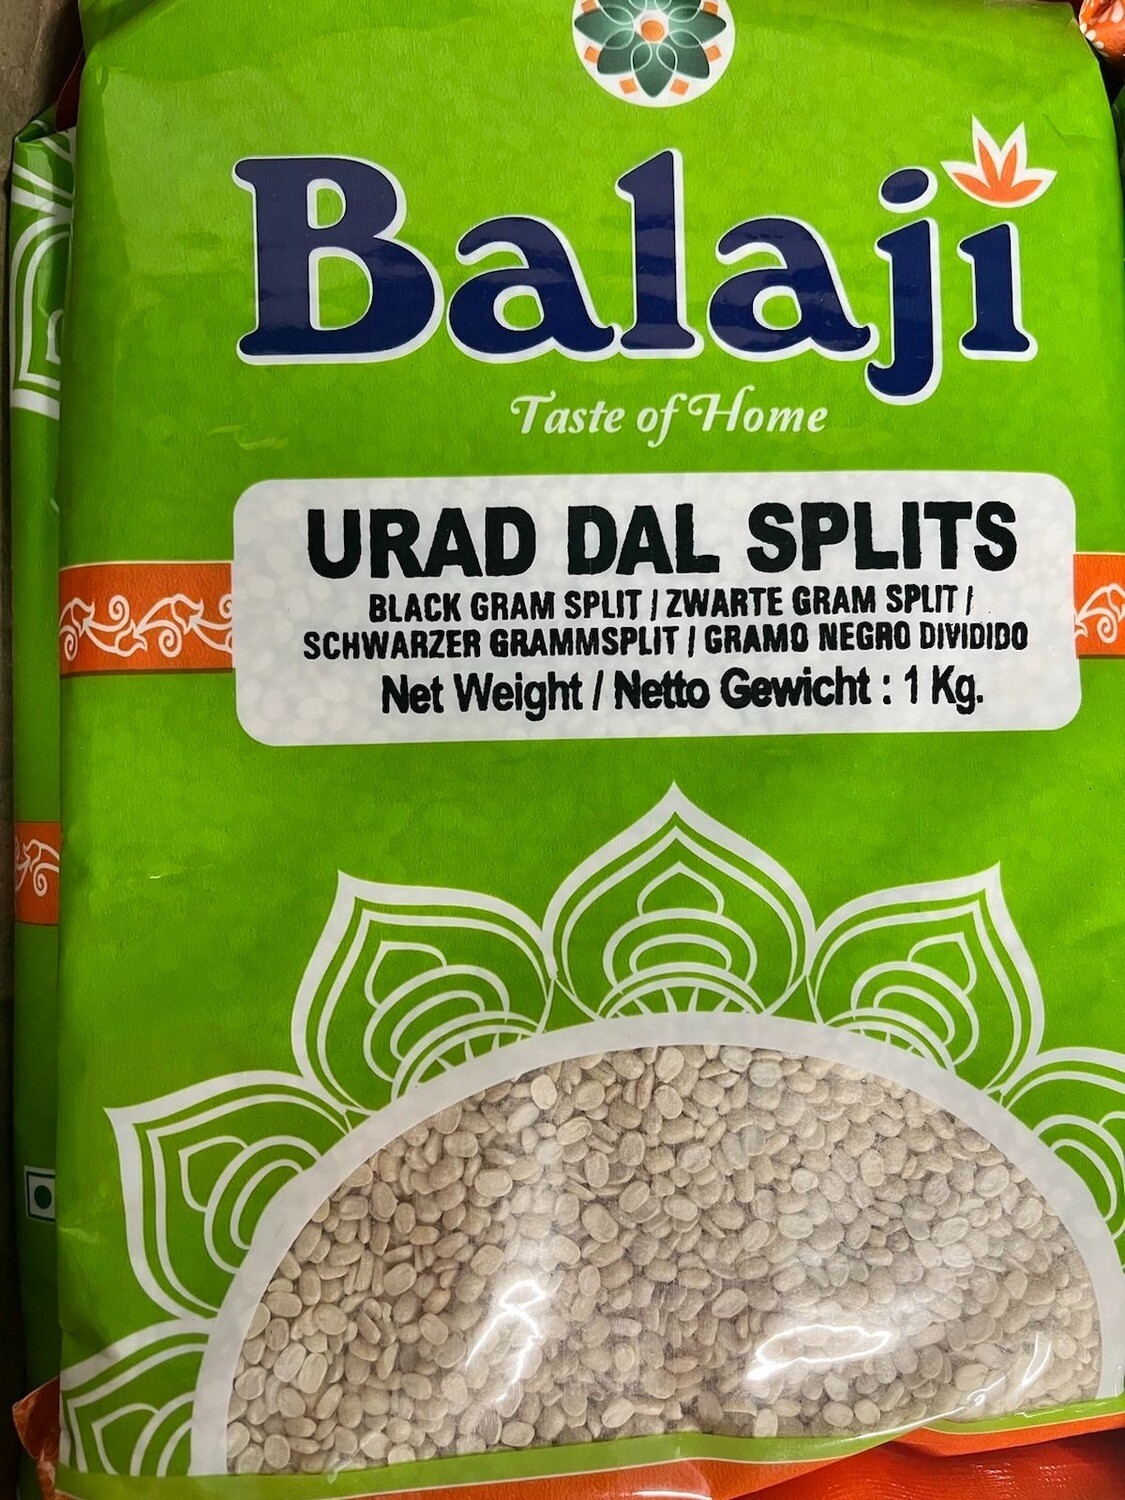 Balaji
Taste of Home
URAD DAL SPLITS
BLACK GRAM SPLIT / ZWARTE GRAM SPLIT /
SCHWARZER GRAMMSPLIT / GRAMO NEGRO DIVIDIDO
Net Weight / Netto Gewicht : 1 Kg.